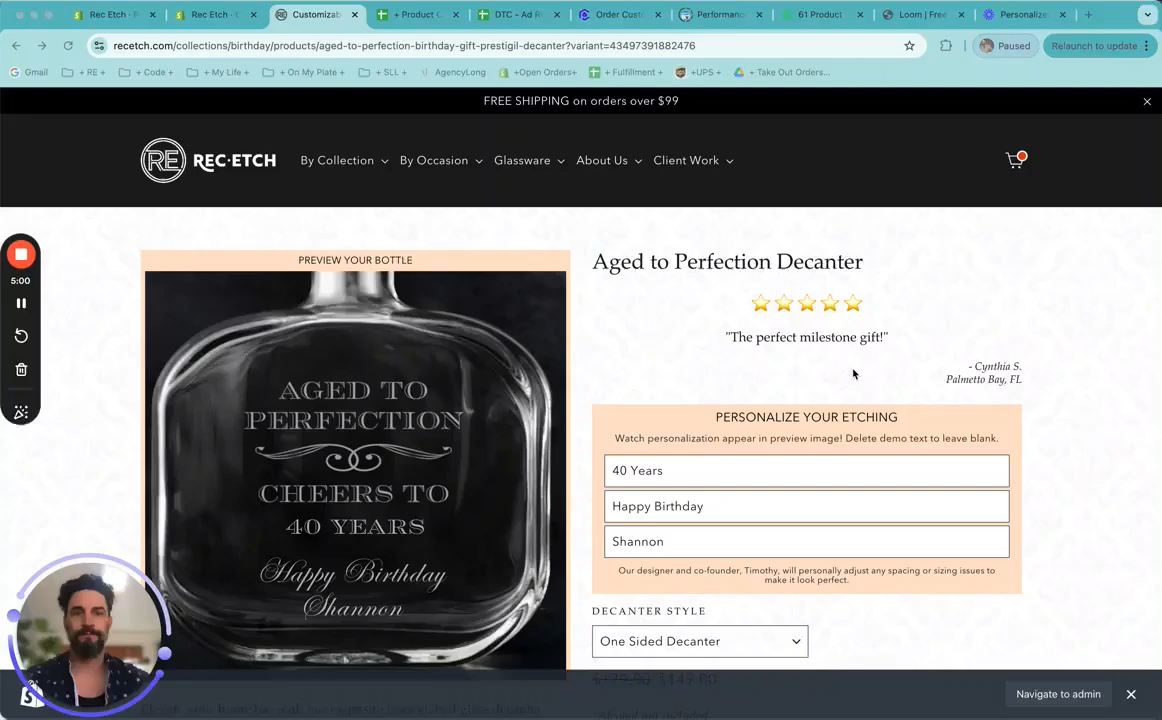 Rec Etch · P
Rec Etch · 
Customizab
+ Product C
DTC – Ad R
Order Cust
Performanc
61 Product
Loom | Free
Personalize
recetch.com/collections/birthday/products/aged-to-perfection-birthday-gift-prestigil-decanter?variant=43497391882476
Paused
Relaunch to update
Gmail
+ RE +
+ Code +
+ My Life +
+ On My Plate +
+ SLL +
AgencyLong
+Open Orders+
+ Fulfillment +
+UPS +
+ Take Out Orders...
FREE SHIPPING on orders over $99
RE REC·ETCH
By Collection
By Occasion
Glassware
About Us
Client Work
5:00
PREVIEW YOUR BOTTLE
AGED TO
PERFECTION
CHEERS TO
40 YEARS
Happy Birthday
Shannon
Aged to Perfection Decanter
"The perfect milestone gift!"
- Cynthia S.
Palmetto Bay, FL
PERSONALIZE YOUR ETCHING
Watch personalization appear in preview image! Delete demo text to leave blank.
40 Years
Happy Birthday
Shannon
Our designer and co-founder, Timothy, will personally adjust any spacing or sizing issues to
make it look perfect.
DECANTER STYLE
One Sided Decanter
Navigate to admin